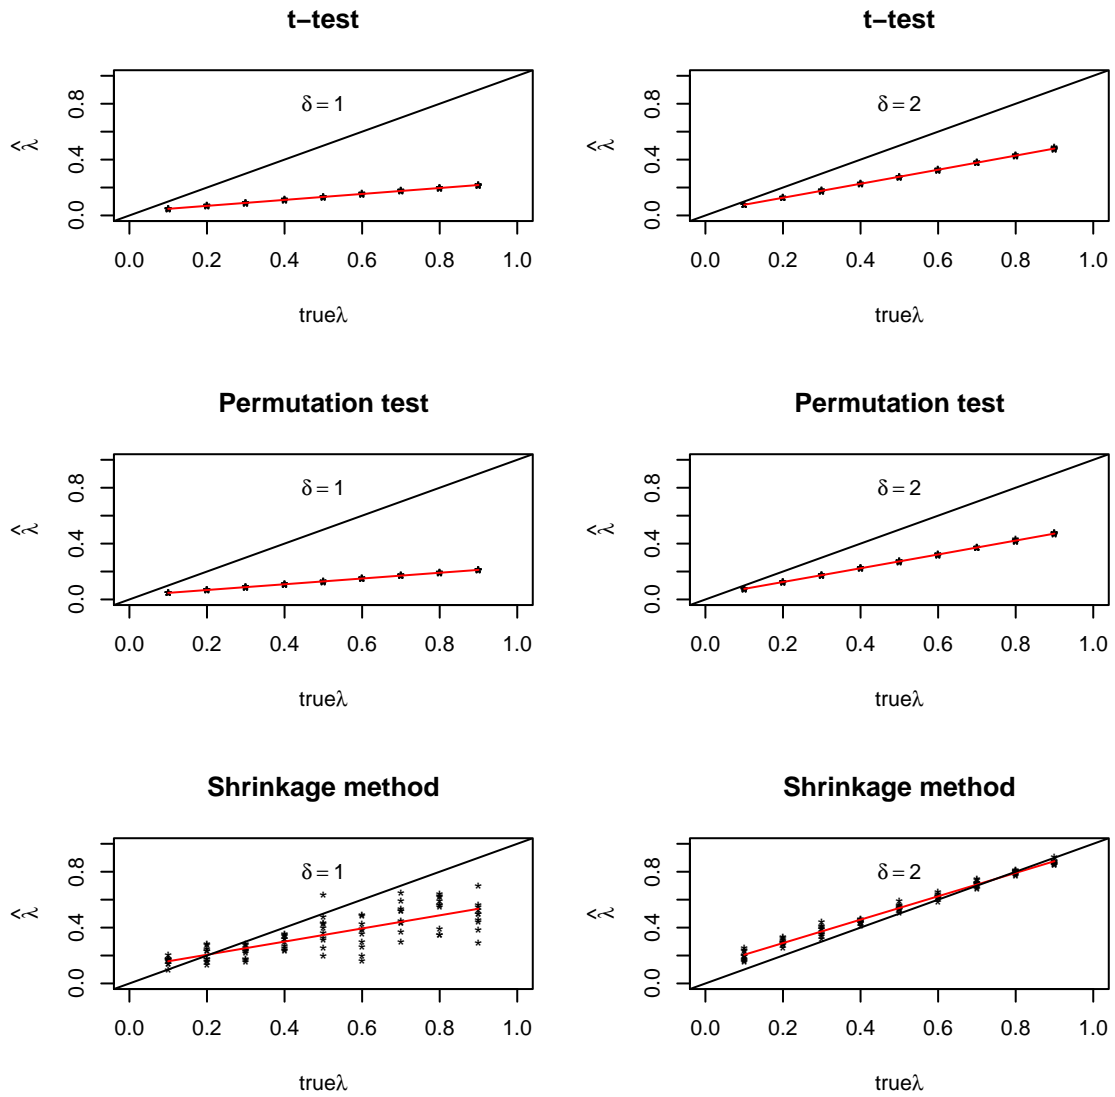 t−test
δ = 1
0.0 0.4 0.8
λ̂
0.0 0.2 0.4 0.6 0.8 1.0
trueλ
t−test
δ = 2
0.0 0.4 0.8
λ̂
0.0 0.2 0.4 0.6 0.8 1.0
trueλ
Permutation test
δ = 1
0.0 0.4 0.8
λ̂
0.0 0.2 0.4 0.6 0.8 1.0
trueλ
Permutation test
δ = 2
0.0 0.4 0.8
λ̂
0.0 0.2 0.4 0.6 0.8 1.0
trueλ
Shrinkage method
δ = 1
0.0 0.4 0.8
λ̂
0.0 0.2 0.4 0.6 0.8 1.0
trueλ
Shrinkage method
δ = 2
0.0 0.4 0.8
λ̂
0.0 0.2 0.4 0.6 0.8 1.0
trueλ